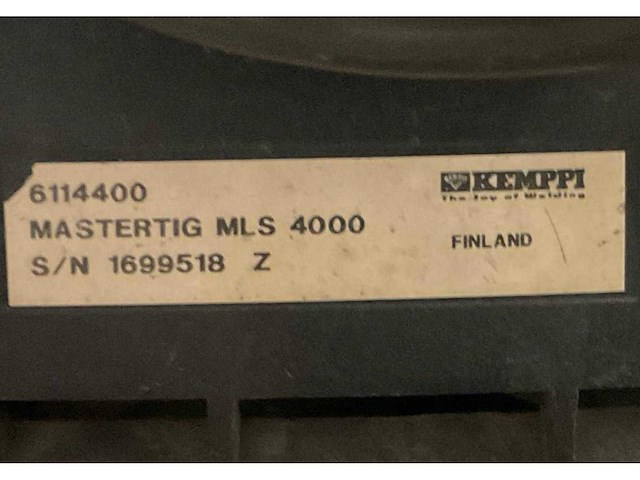 6114400
MASTERTIG MLS 4000
S/N 1699518 Z
KEMPPI
The Joy of Welding
FINLAND